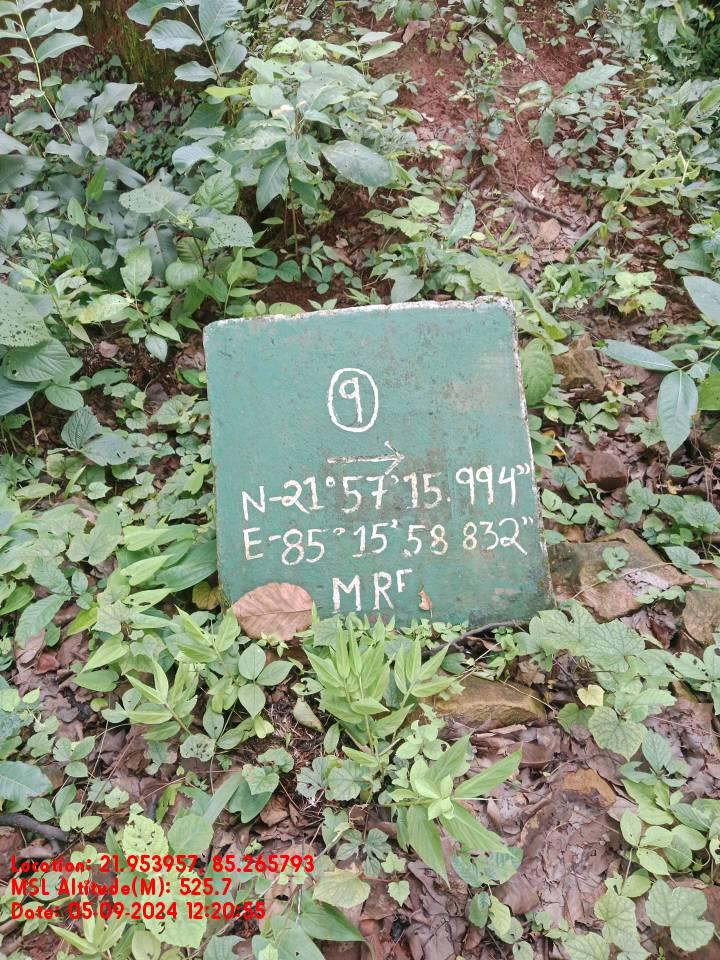 9
→
N-21°57'15.994"
E-85°15'58 832"
MRF
Location: 21.953957, 85.265793
MSL Altitude(M): 525.7
Date: 05-09-2024 12:20:55